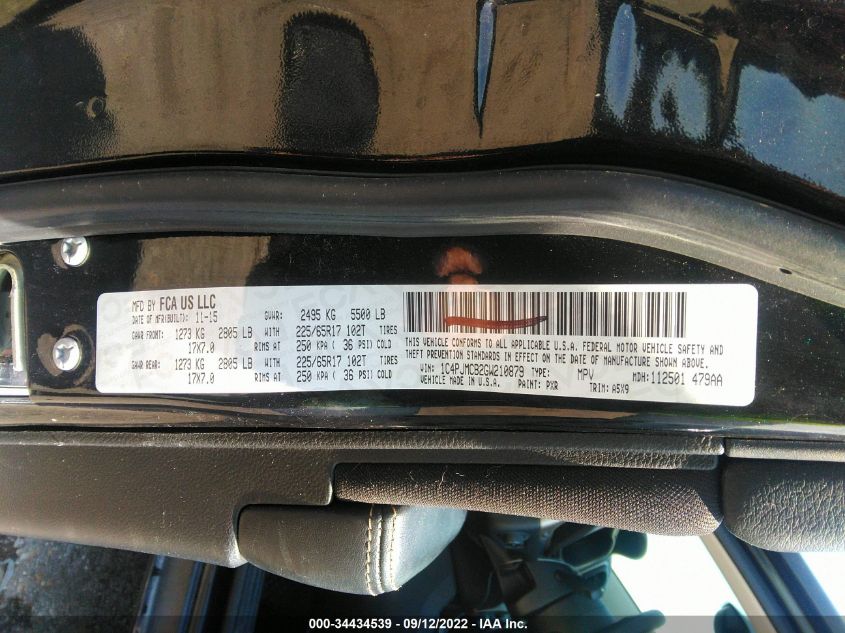 MFD BY FCA US LLC
DATE OF MFR(BUILT): 11-15 GVWR: 2495 KG 5500 LB
GAWR FRONT: 1273 KG 2805 LB WITH 225/65R17 102T TIRES
17X7.0 RIMS AT 250 KPA ( 36 PSI) COLD
GAWR REAR: 1273 KG 2805 LB WITH 225/65R17 102T TIRES
17X7.0 RIMS AT 250 KPA ( 36 PSI) COLD
THIS VEHICLE CONFORMS TO ALL APPLICABLE U.S.A. FEDERAL MOTOR VEHICLE SAFETY AND
THEFT PREVENTION STANDARDS IN EFFECT ON THE DATE OF MANUFACTURE SHOWN ABOVE.
VIN: 1C4PJMCB2GW210879 TYPE: MPV MDH: 112501 479AA
VEHICLE MADE IN U.S.A. PAINT: PXR TRIM: A5X9
000-34434539 - 09/12/2022 - IAA Inc.